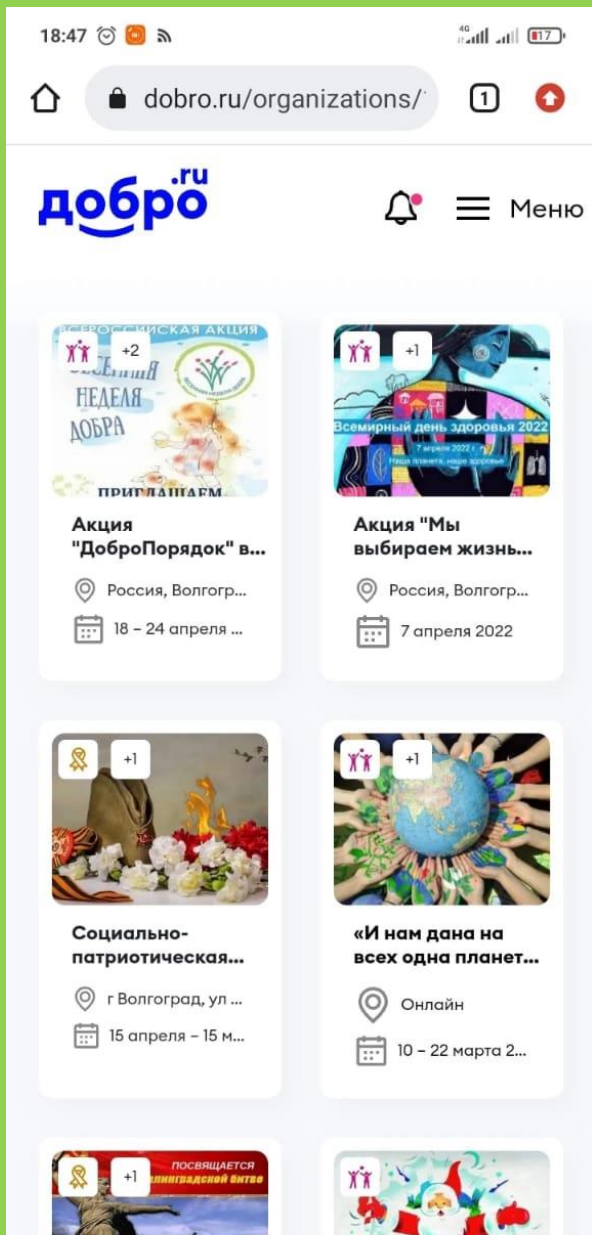 18:47
4G
17
dobro.ru/organizations/
1
добро.ru
Меню
ВСЕРОССИЙСКАЯ АКЦИЯ
+2
НЕДЕЛЯ
ДОБРА
ПРИГЛАШАЕМ
Акция
"ДоброПорядок" в...
Россия, Волгогр...
18 – 24 апреля ...
+1
Всемирный день здоровья 2022
7 апреля 2022 г.
Наша планета, наше здоровье
Акция "Мы
выбираем жизнь...
Россия, Волгогр...
7 апреля 2022
+1
Социально-
патриотическая...
г Волгоград, ул ...
15 апреля – 15 м...
+1
«И нам дана на
всех одна планет...
Онлайн
10 – 22 марта 2...
+1
ПОСВЯЩАЕТСЯ
битве